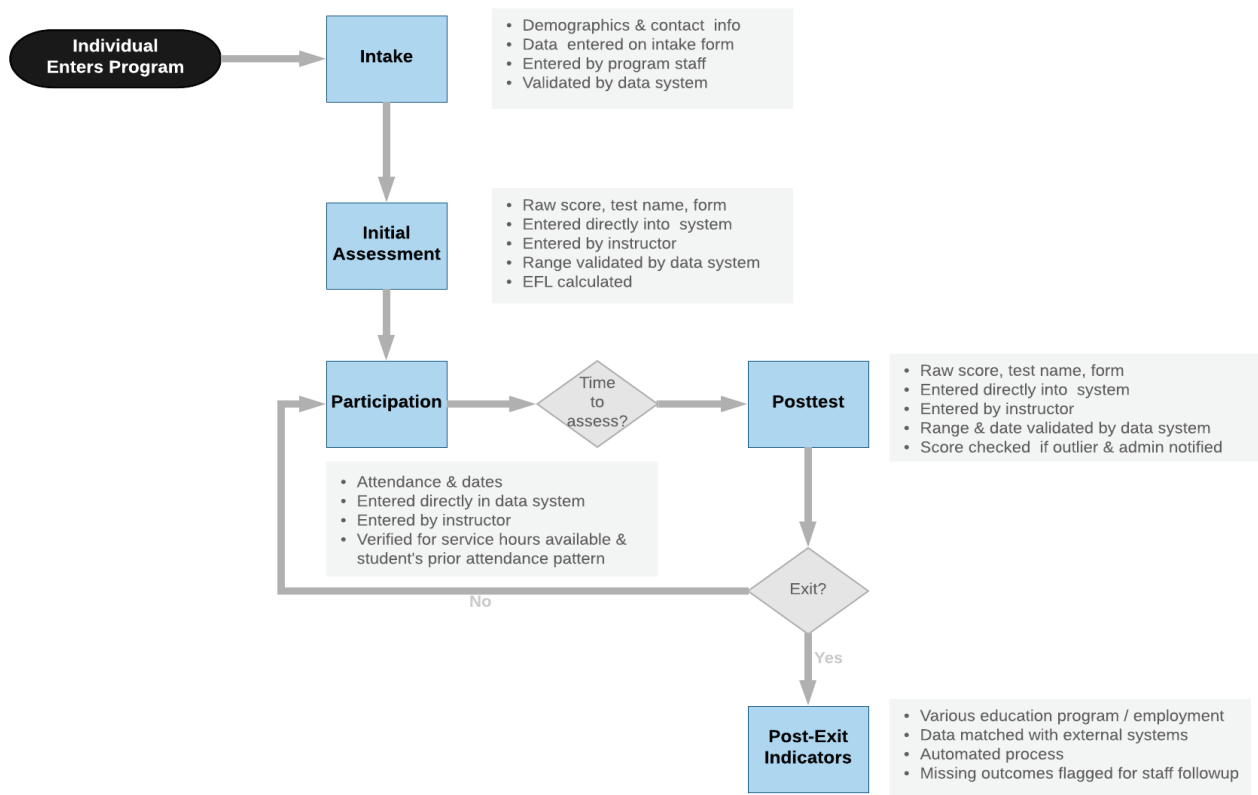 Individual
Enters Program
Intake
• Demographics & contact info
• Data entered on intake form
• Entered by program staff
• Validated by data system
Initial
Assessment
• Raw score, test name, form
• Entered directly into system
• Entered by instructor
• Range validated by data system
• EFL calculated
Participation
Time
to
assess?
Posttest
• Raw score, test name, form
• Entered directly into system
• Entered by instructor
• Range & date validated by data system
• Score checked if outlier & admin notified
• Attendance & dates
• Entered directly in data system
• Entered by instructor
• Verified for service hours available &
student's prior attendance pattern
Exit?
No
Yes
Post-Exit
Indicators
• Various education program / employment
• Data matched with external systems
• Automated process
• Missing outcomes flagged for staff followup